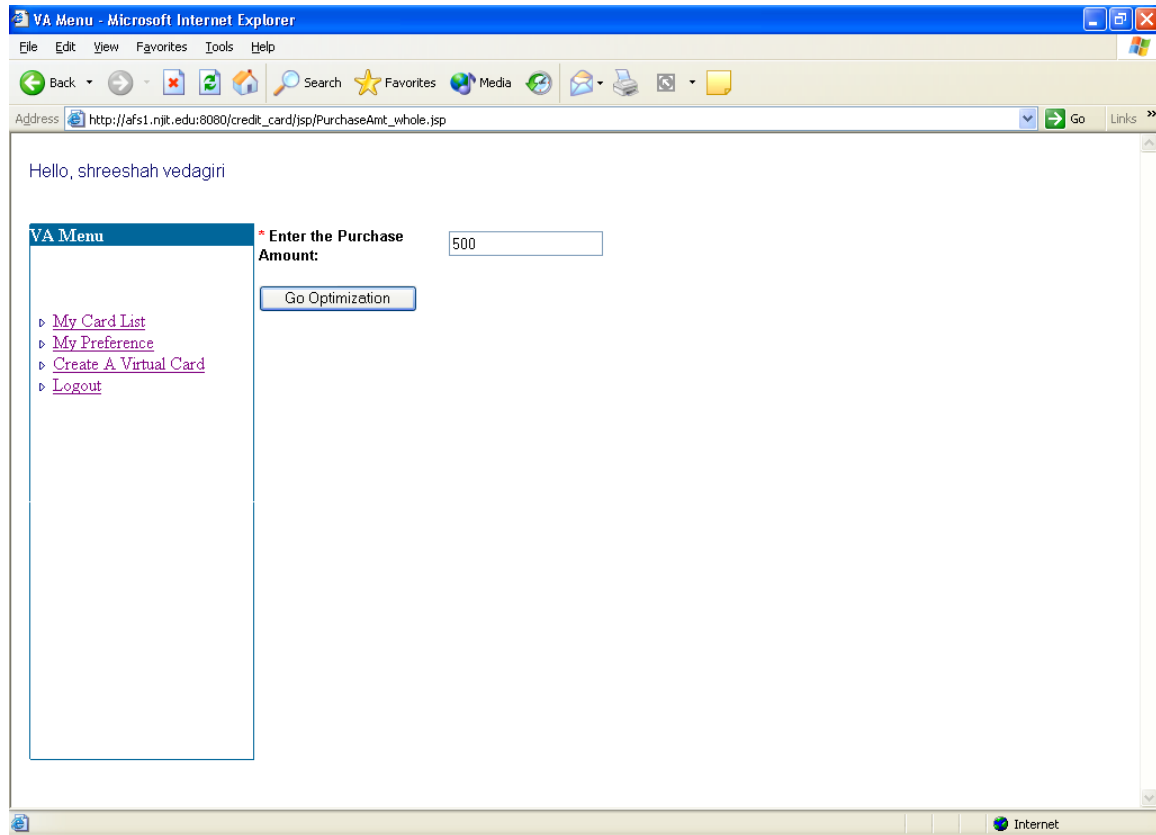 VA Menu - Microsoft Internet Explorer
File Edit View Favorites Tools Help
Back Search Favorites Media
Address http://afs1.njit.edu:8080/credit_card/jsp/PurchaseAmt_whole.jsp Go Links »
Hello, shreeshah vedagiri
VA Menu
* Enter the Purchase
Amount:
500
Go Optimization
My Card List
My Preference
Create A Virtual Card
Logout
Internet